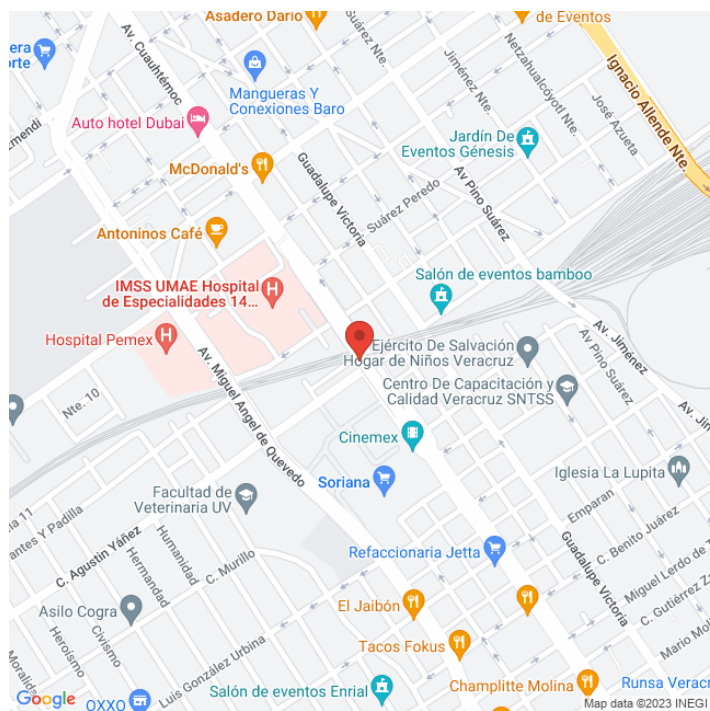 Asadero Dario
de Eventos
Av. Cuauhtémoc
Suárez Nte.
Jiménez Nte.
Netzahualcóyotl Nte.
Ignacio Allende Nte.
José Azueta
Mangueras Y
Conexiones Baro
Auto hotel Dubai
Jardín De
Eventos Génesis
McDonald's
Guadalupe Victoria
Av Pino Suárez
Suárez Peredo
Antoninos Café
Salón de eventos bamboo
IMSS UMAE Hospital
de Especialidades 14...
Hospital Pemex
Ejército De Salvación
Hogar de Niños Veracruz
Av. Jiménez
Av Pino Suárez
Nte. 10
Av. Miguel Angel de Quevedo
Centro De Capacitación y
Calidad Veracruz SNTSS
Cinemex
Iglesia La Lupita
Soriana
Facultad de
Veterinaria UV
Emparan
C. Benito Juárez
Refaccionaria Jetta
C. Agustin Yáñez
Humanidad
Hermandad
C. Murillo
Guadalupe Victoria
Miguel Lerdo de T
C. Gutiérrez Z
Mario Moli
Asilo Cogra
El Jaibón
Heroísmo
Civismo
Moralidad
Luis González Urbina
Tacos Fokus
Champlitte Molina
Runsa Verac
Salón de eventos Enrial
OXXO
Google
Map data ©2023 INEGI